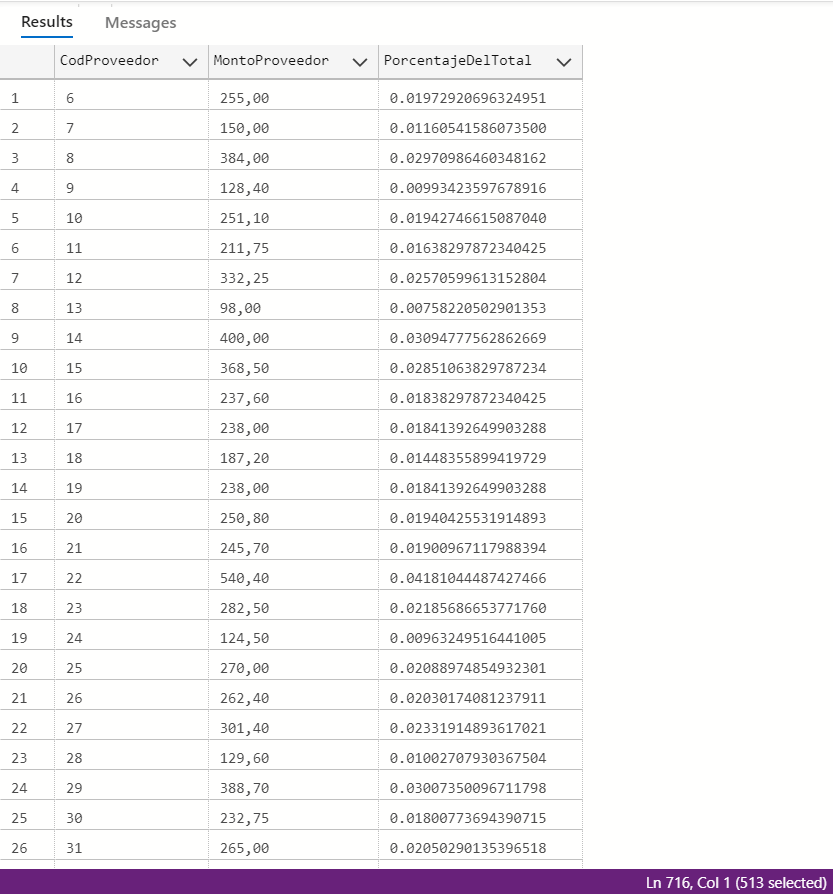 Results Messages
CodProveedor MontoProveedor PorcentajeDelTotal
1 6 255,00 0.01972920696324951
2 7 150,00 0.01160541586073500
3 8 384,00 0.02970986460348162
4 9 128,40 0.00993423597678916
5 10 251,10 0.01942746615087040
6 11 211,75 0.01638297872340425
7 12 332,25 0.02570599613152804
8 13 98,00 0.00758220502901353
9 14 400,00 0.03094777562862669
10 15 368,50 0.02851063829787234
11 16 237,60 0.01838297872340425
12 17 238,00 0.01841392649903288
13 18 187,20 0.01448355899419729
14 19 238,00 0.01841392649903288
15 20 250,80 0.01940425531914893
16 21 245,70 0.01900967117988394
17 22 540,40 0.04181044487427466
18 23 282,50 0.02185686653771760
19 24 124,50 0.00963249516441005
20 25 270,00 0.02088974854932301
21 26 262,40 0.02030174081237911
22 27 301,40 0.02331914893617021
23 28 129,60 0.01002707930367504
24 29 388,70 0.03007350096711798
25 30 232,75 0.01800773694390715
26 31 265,00 0.02050290135396518
Ln 716, Col 1 (513 selected)